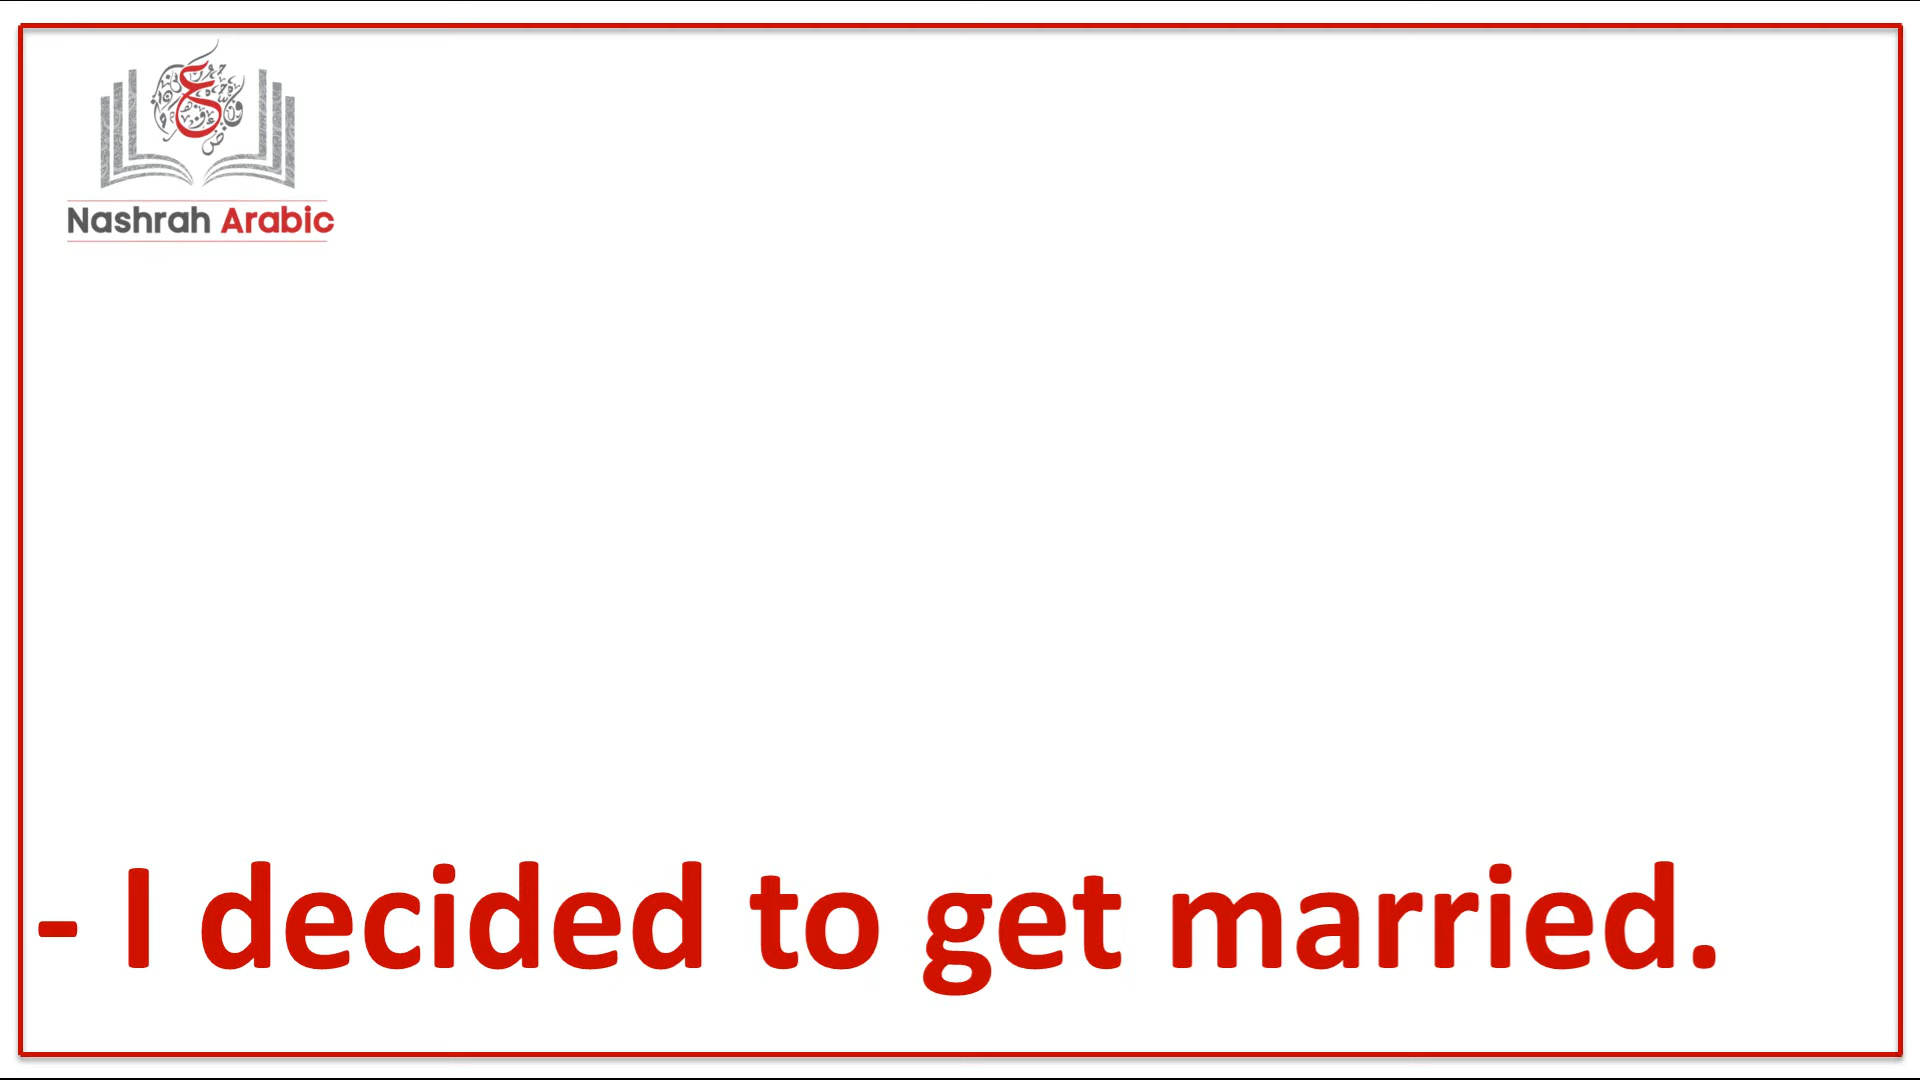 Nashrah Arabic
- I decided to get married.